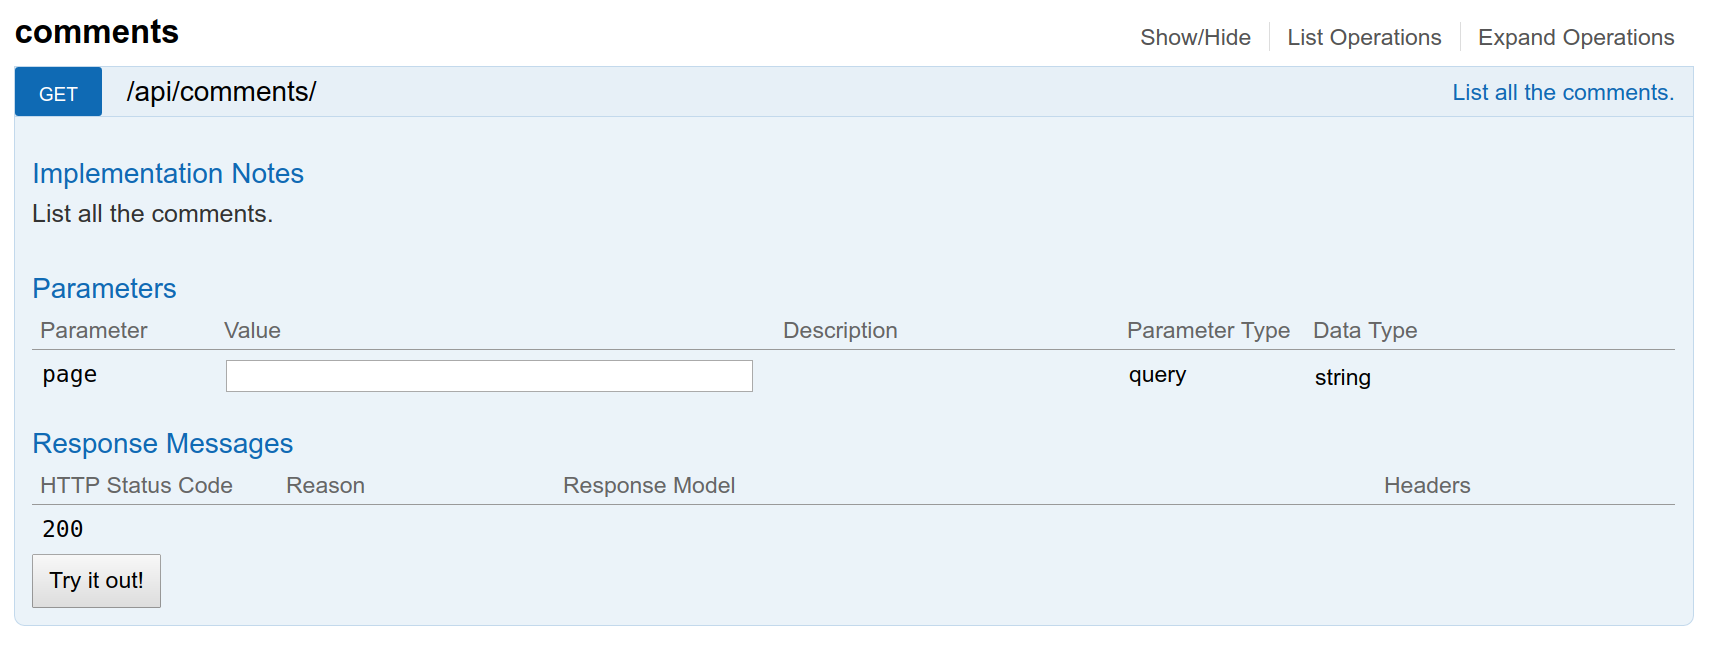 comments
Show/Hide List Operations Expand Operations
GET /api/comments/ List all the comments.
Implementation Notes
List all the comments.
Parameters
Parameter Value Description Parameter Type Data Type
page query string
Response Messages
HTTP Status Code Reason Response Model Headers
200
Try it out!